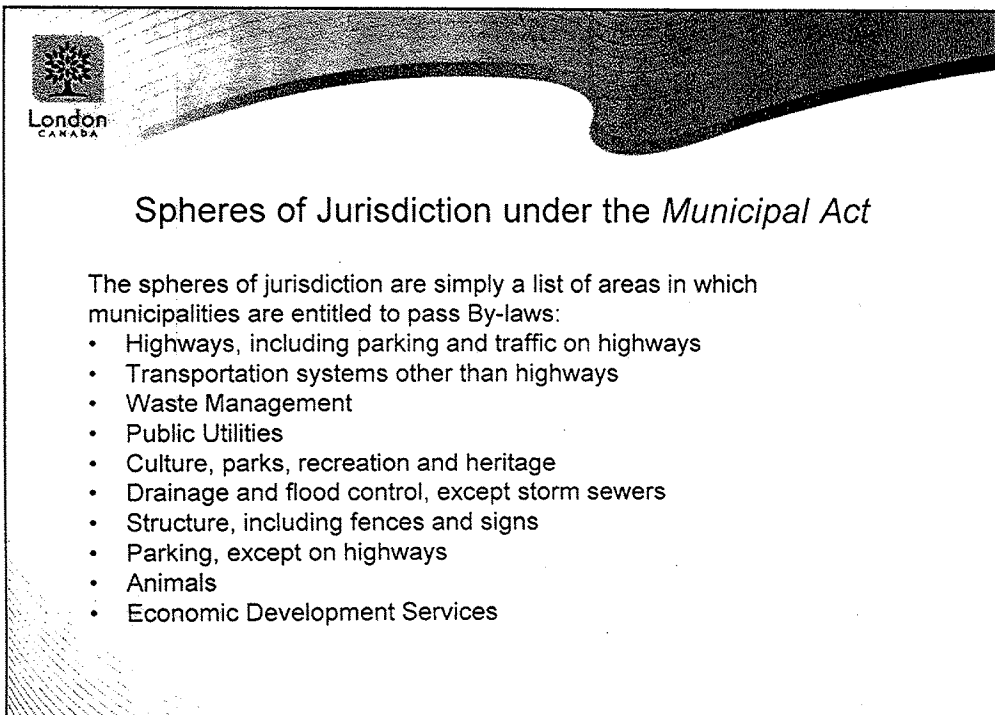 London
CANADA
Spheres of Jurisdiction under the Municipal Act
The spheres of jurisdiction are simply a list of areas in which
municipalities are entitled to pass By-laws:
• Highways, including parking and traffic on highways
• Transportation systems other than highways
• Waste Management
• Public Utilities
• Culture, parks, recreation and heritage
• Drainage and flood control, except storm sewers
• Structure, including fences and signs
• Parking, except on highways
• Animals
• Economic Development Services